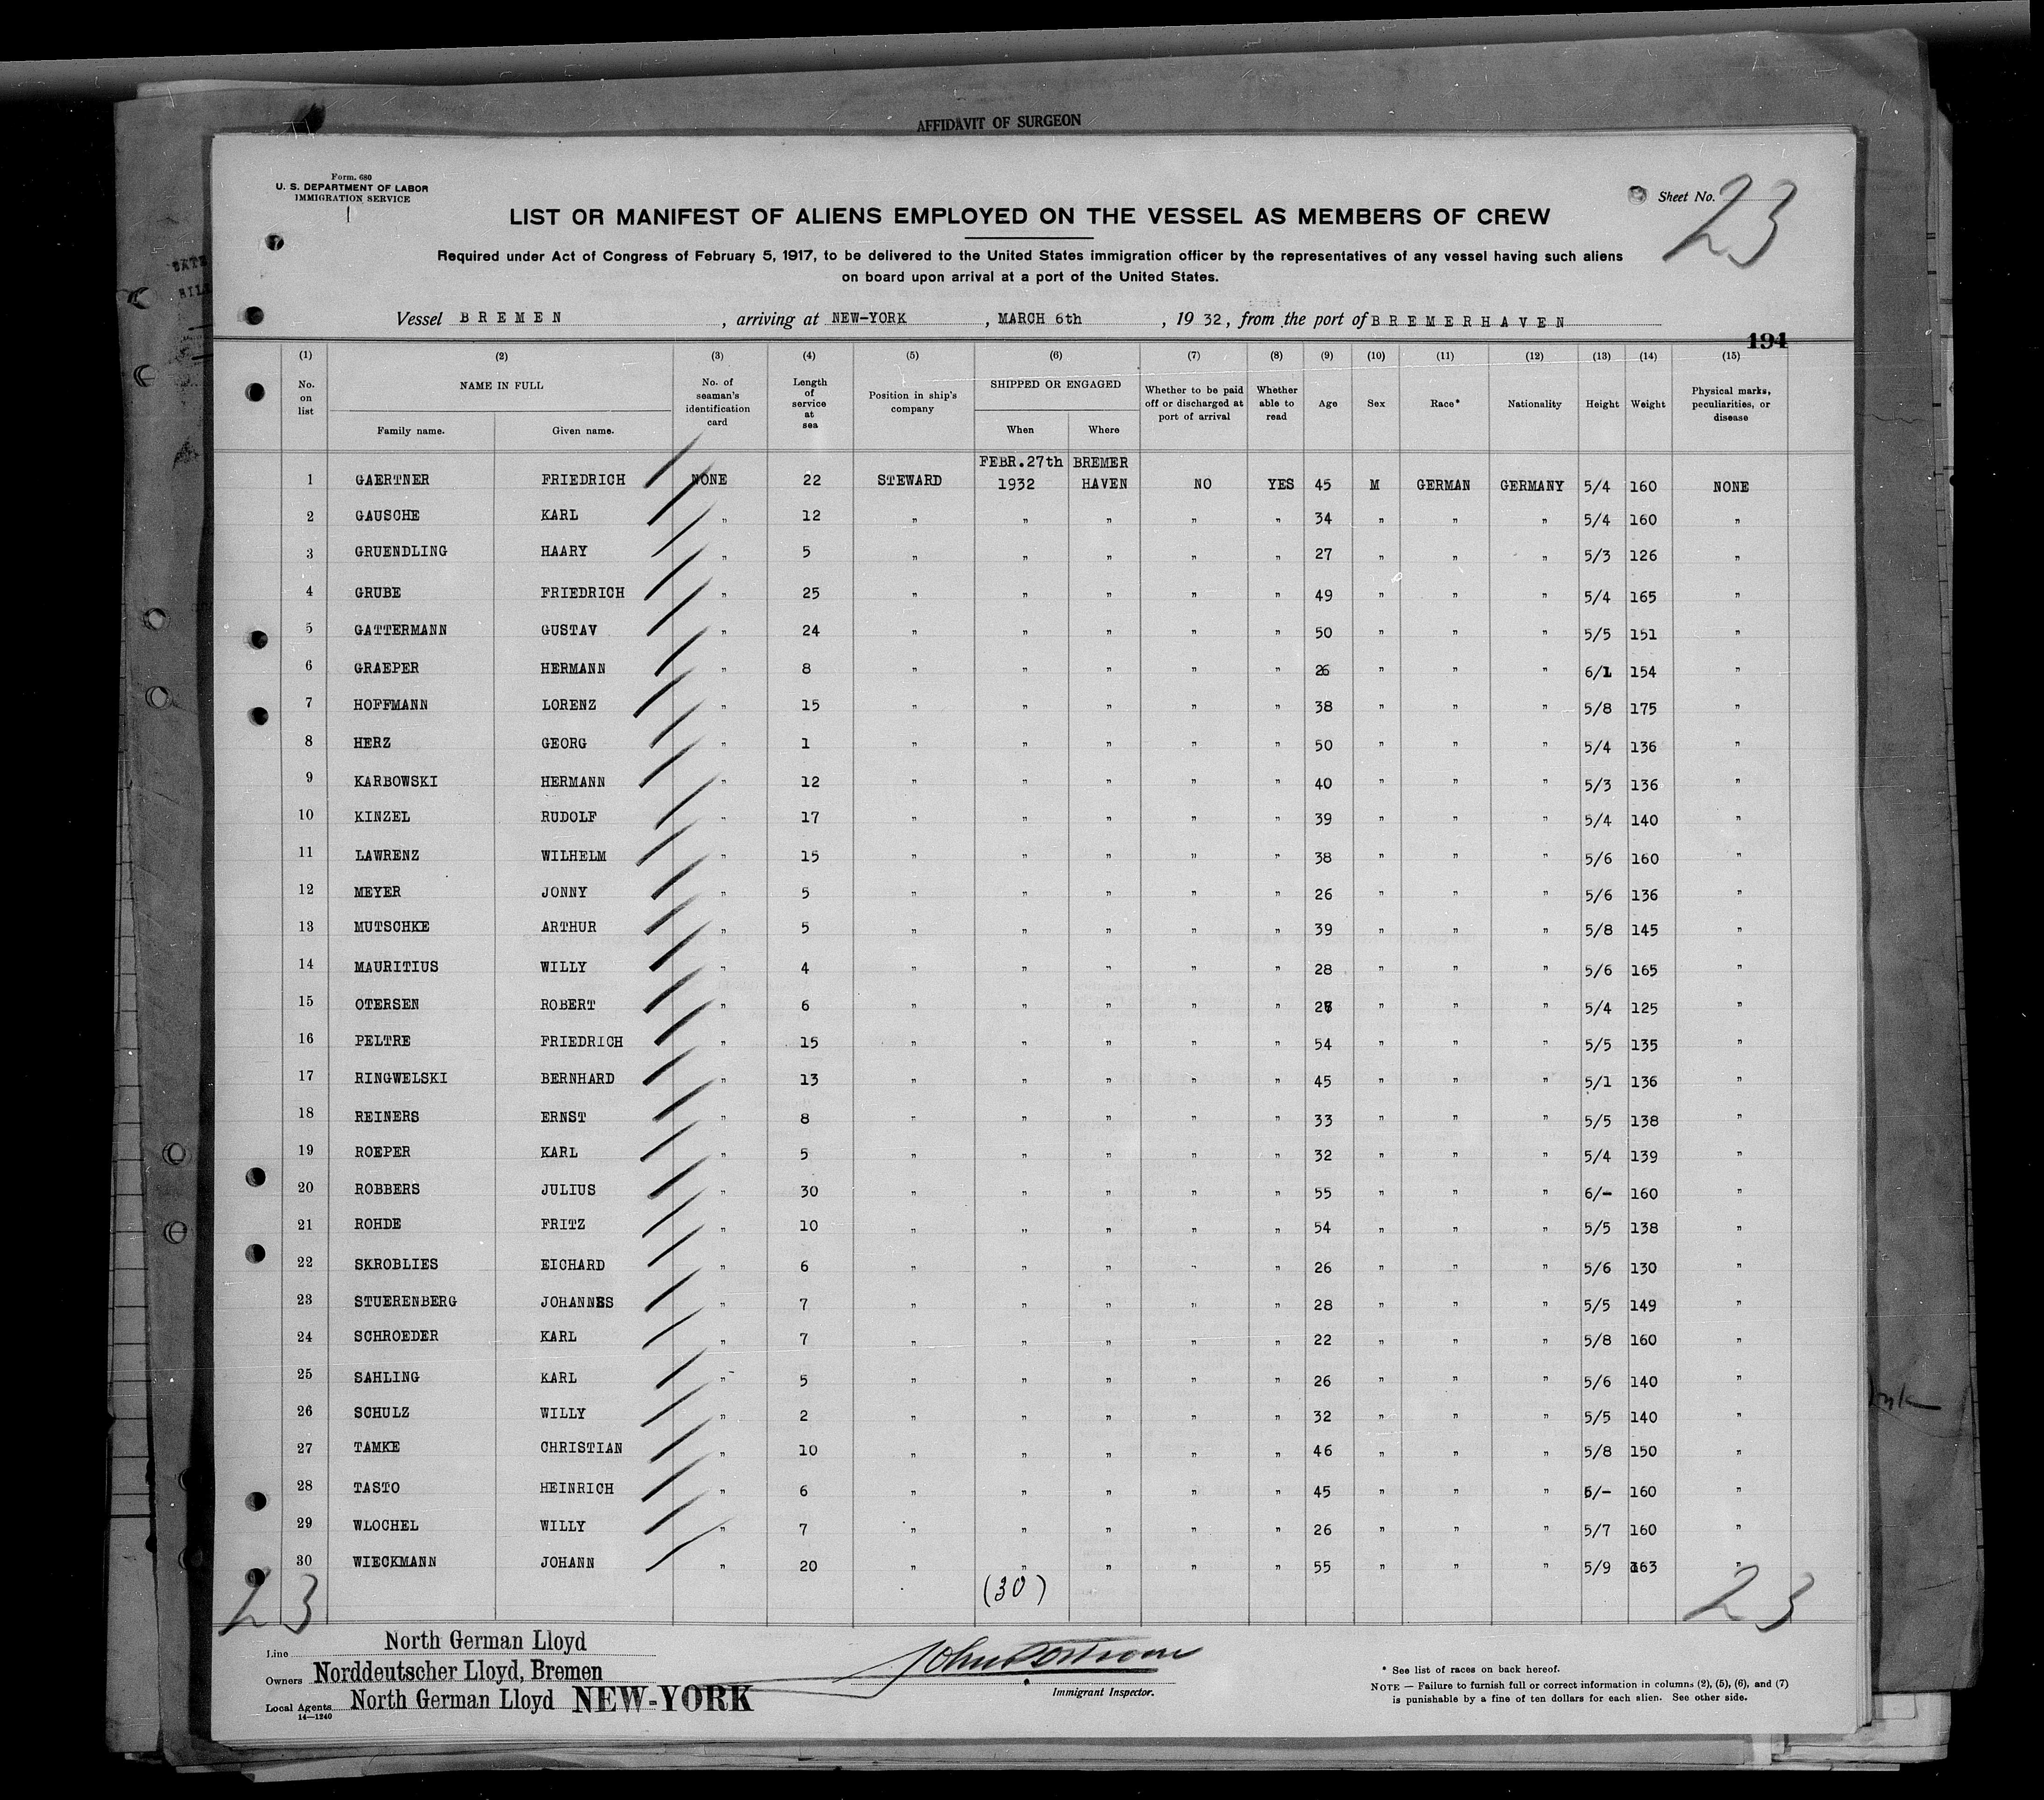 AFFIDAVIT OF SURGEON
Form. 680
U. S. DEPARTMENT OF LABOR
IMMIGRATION SERVICE
Sheet No. 23
LIST OR MANIFEST OF ALIENS EMPLOYED ON THE VESSEL AS MEMBERS OF CREW
Required under Act of Congress of February 5, 1917, to be delivered to the United States immigration officer by the representatives of any vessel having such aliens
on board upon arrival at a port of the United States.
Vessel BREMEN, arriving at NEW-YORK, MARCH 6th, 1932, from the port of BREMERHAVEN
194
(1) (2) (3) (4) (5) (6) (7) (8) (9) (10) (11) (12) (13) (14) (15)
No. on list NAME IN FULL Family name. Given name. No. of seaman's identification card Length of service at sea Position in ship's company SHIPPED OR ENGAGED When Where Whether to be paid off or discharged at port of arrival Whether able to read Age Sex Race* Nationality Height Weight Physical marks, peculiarities, or disease
1 GAERTNER FRIEDRICH NONE 22 STEWARD FEBR.27th 1932 BREMER HAVEN NO YES 45 M GERMAN GERMANY 5/4 160 NONE
2 GAUSCHE KARL " 12 " " " " " 34 " " " 5/4 160 "
3 GRUENDLING HAARY " 5 " " " " " 27 " " " 5/3 126 "
4 GRUBE FRIEDRICH " 25 " " " " " 49 " " " 5/4 165 "
5 GATTERMANN GUSTAV " 24 " " " " " 50 " " " 5/5 151 "
6 GRAEPER HERMANN " 8 " " " " " 26 " " " 6/1 154 "
7 HOFFMANN LORENZ " 15 " " " " " 38 " " " 5/8 175 "
8 HERZ GEORG " 1 " " " " " 50 " " " 5/4 136 "
9 KARBOWSKI HERMANN " 12 " " " " " 40 " " " 5/3 136 "
10 KINZEL RUDOLF " 17 " " " " " 39 " " " 5/4 140 "
11 LAWRENZ WILHELM " 15 " " " " " 38 " " " 5/6 160 "
12 MEYER JONNY " 5 " " " " " 26 " " " 5/6 136 "
13 MUTSCHKE ARTHUR " 5 " " " " " 39 " " " 5/8 145 "
14 MAURITIUS WILLY " 4 " " " " " 28 " " " 5/6 165 "
15 OTERSEN ROBERT " 6 " " " " " " " " 5/4 125 "
16 PELTRE FRIEDRICH " 15 " " " " " 54 " " " 5/5 135 "
17 RINGWELSKI BERNHARD " 13 " " " " " 45 " " " 5/1 136 "
18 REINERS ERNST " 8 " " " " " 33 " " " 5/5 138 "
19 ROEPER KARL " 5 " " " " " 32 " " " 5/4 139 "
20 ROBBERS JULIUS " 30 " " " " " 55 " " " 6/- 160 "
21 ROHDE FRITZ " 10 " " " " " 54 " " " 5/5 138 "
22 SKROBLIES EICHARD " 6 " " " " " 26 " " " 5/6 130 "
23 STUERENBERG JOHANNES " 7 " " " " " 28 " " " 5/5 149 "
24 SCHROEDER KARL " 7 " " " " " 22 " " " 5/8 160 "
25 SAHLING KARL " 5 " " " " " 26 " " " 5/6 140 "
26 SCHULZ WILLY " 2 " " " " " 32 " " " 5/5 140 "
27 TAMKE CHRISTIAN " 10 " " " " " 46 " " " 5/8 150 "
28 TASTO HEINRICH " 6 " " " " " 45 " " " 6/- 160 "
29 WLOCHEL WILLY " 7 " " " " " 26 " " " 5/7 160 "
30 WIECKMANN JOHANN " 20 " " " " " 55 " " " 5/9 163 "
(30)
23 23
Line North German Lloyd
Owners Norddeutscher Lloyd, Bremen
Local Agents North German Lloyd NEW-YORK
14—1240
Immigrant Inspector.
* See list of races on back hereof.
NOTE — Failure to furnish full or correct information in columns (2), (5), (6), and (7)
is punishable by a fine of ten dollars for each alien. See other side.